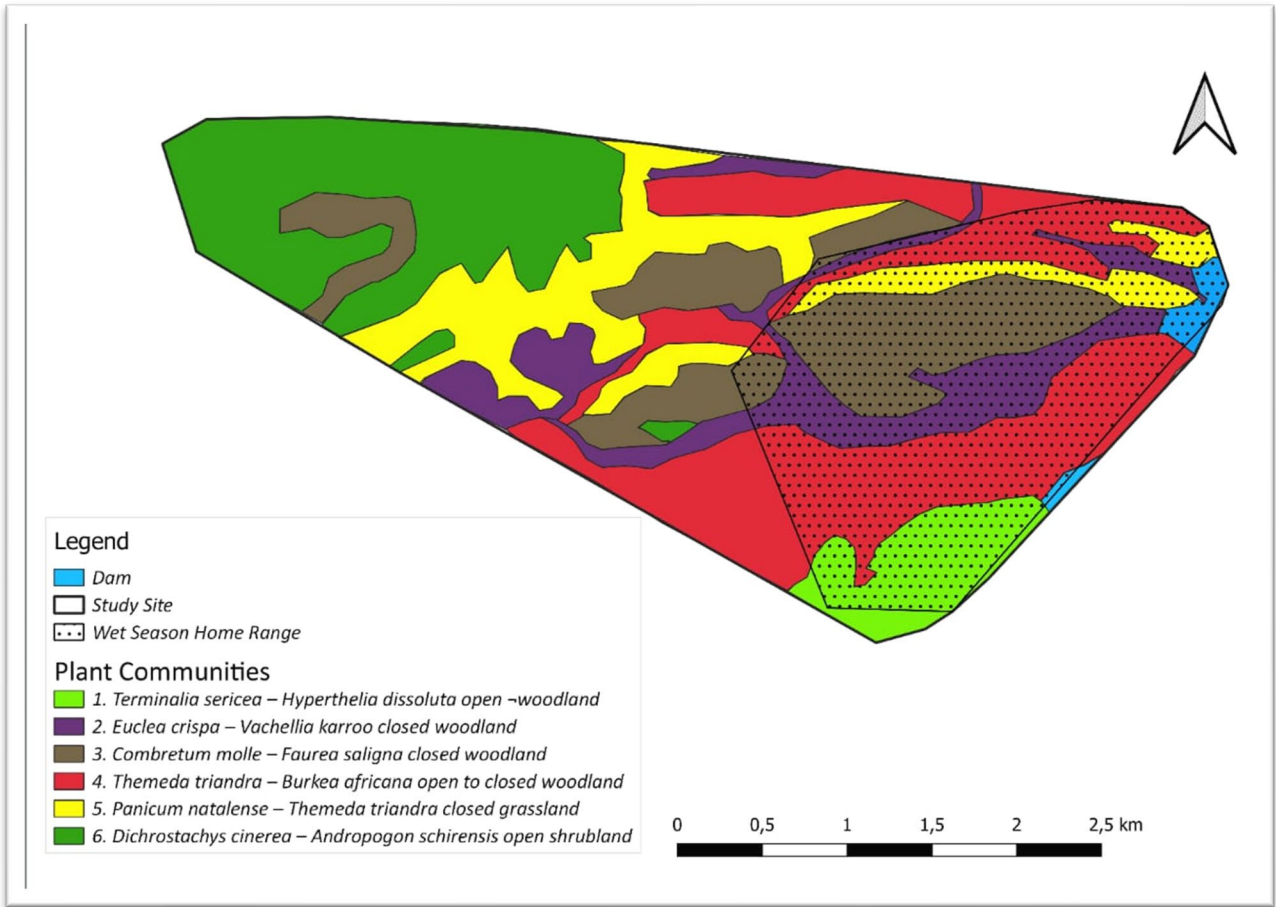 Legend
Dam
Study Site
Wet Season Home Range
Plant Communities
1. Terminalia sericea – Hyperthelia dissoluta open ¬woodland
2. Euclea crispa – Vachellia karroo closed woodland
3. Combretum molle – Faurea saligna closed woodland
4. Themeda triandra – Burkea africana open to closed woodland
5. Panicum natalense – Themeda triandra closed grassland
6. Dichrostachys cinerea – Andropogon schirensis open shrubland
0 0,5 1 1,5 2 2,5 km